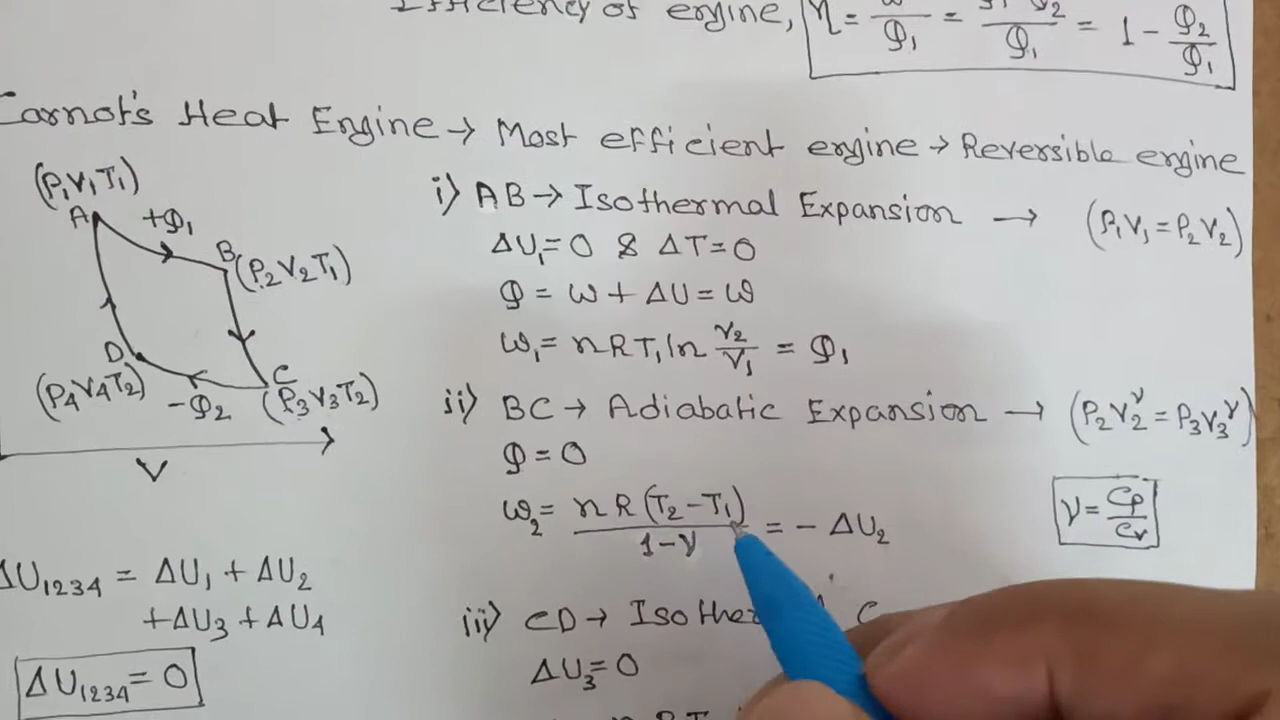 Efficiency of engine, η = W/Q₁ = Q₁-Q₂/Q₁ = 1 - Q₂/Q₁
Carnot's Heat Engine → Most efficient engine → Reversible engine
(P₁V₁T₁)
A
+Q₁
B
(P₂V₂T₁)
D
(P₄V₄T₂)
-Q₂
C
(P₃V₃T₂)
V
i) AB → Isothermal Expansion → (P₁V₁ = P₂V₂)
ΔU₁ = 0 & ΔT = 0
Q = W + ΔU = W
W₁ = nRT₁ ln V₂/V₁ = Q₁
ii) BC → Adiabatic Expansion → (P₂V₂^γ = P₃V₃^γ)
Q = 0
W₂ = nR(T₂-T₁)/1-γ = - ΔU₂
γ = Cp/Cv
iii) CD → Isother
ΔU₃ = 0
ΔU₁₂₃₄ = ΔU₁ + ΔU₂
+ΔU₃ + ΔU₄
ΔU₁₂₃₄ = 0